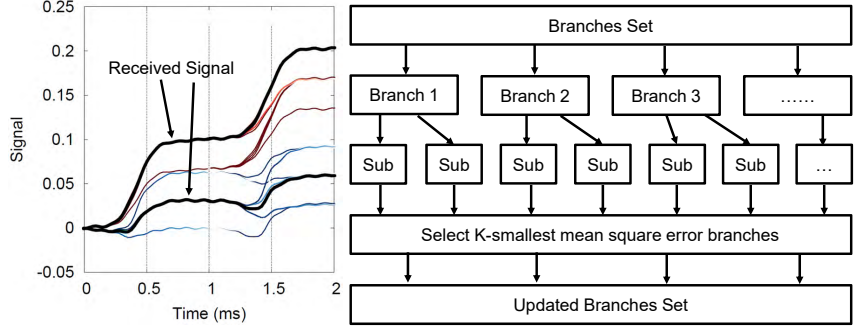 0.25
0.2
0.15
0.1
0.05
0
-0.05
Signal
Received Signal
0
0.5
1
1.5
2
Time (ms)
Branches Set
Branch 1
Branch 2
Branch 3
......
Sub
Sub
Sub
Sub
Sub
Sub
...
Select K-smallest mean square error branches
Updated Branches Set